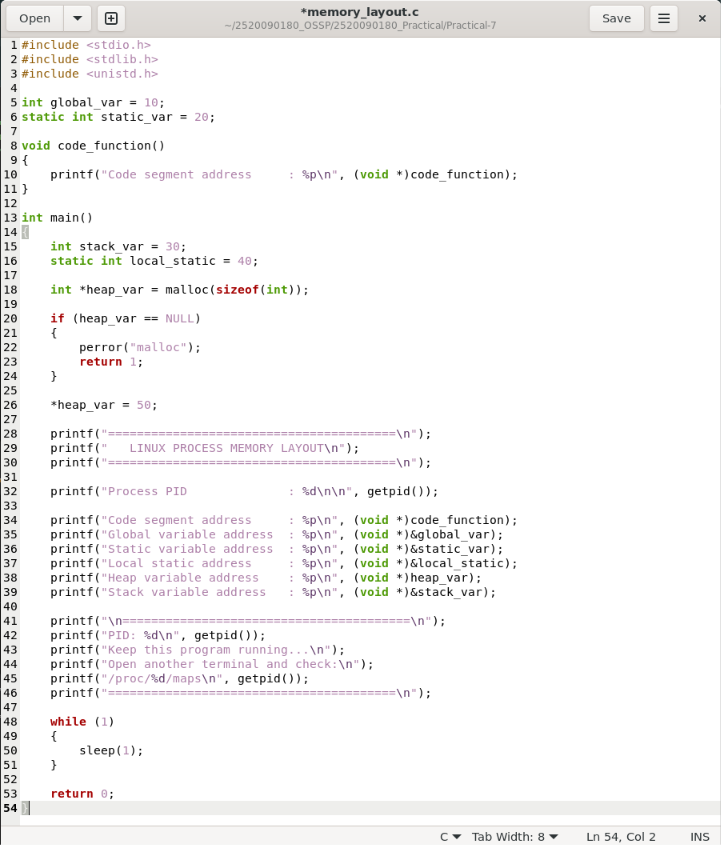 Open
*memory_layout.c
~/2520090180_OSSP/2520090180_Practical/Practical-7
Save
1 #include <stdio.h>
2 #include <stdlib.h>
3 #include <unistd.h>
4
5 int global_var = 10;
6 static int static_var = 20;
7
8 void code_function()
9 {
10     printf("Code segment address     : %p\n", (void *)code_function);
11 }
12
13 int main()
14 {
15     int stack_var = 30;
16     static int local_static = 40;
17
18     int *heap_var = malloc(sizeof(int));
19
20     if (heap_var == NULL)
21     {
22         perror("malloc");
23         return 1;
24     }
25
26     *heap_var = 50;
27
28     printf("========================================\n");
29     printf("   LINUX PROCESS MEMORY LAYOUT\n");
30     printf("========================================\n");
31
32     printf("Process PID              : %d\n\n", getpid());
33
34     printf("Code segment address     : %p\n", (void *)code_function);
35     printf("Global variable address  : %p\n", (void *)&global_var);
36     printf("Static variable address  : %p\n", (void *)&static_var);
37     printf("Local static address     : %p\n", (void *)&local_static);
38     printf("Heap variable address    : %p\n", (void *)heap_var);
39     printf("Stack variable address   : %p\n", (void *)&stack_var);
40
41     printf("\n========================================\n");
42     printf("PID: %d\n", getpid());
43     printf("Keep this program running...\n");
44     printf("Open another terminal and check:\n");
45     printf("/proc/%d/maps\n", getpid());
46     printf("========================================\n");
47
48     while (1)
49     {
50         sleep(1);
51     }
52
53     return 0;
54 }
C Tab Width: 8 Ln 54, Col 2 INS